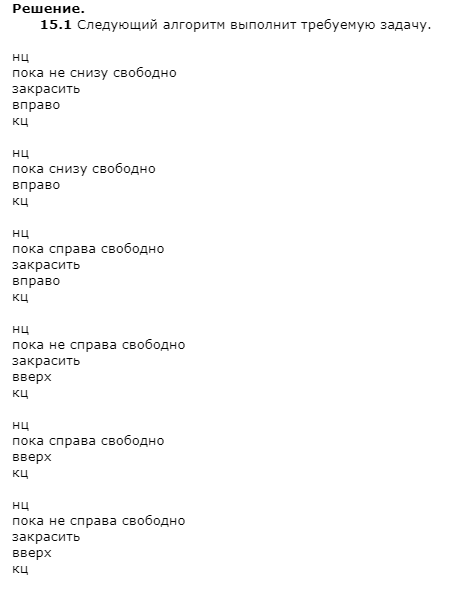 Решение.
15.1 Следующий алгоритм выполнит требуемую задачу.
нц
пока не снизу свободно
закрасить
вправо
кц
нц
пока снизу свободно
вправо
кц
нц
пока справа свободно
закрасить
вправо
кц
нц
пока не справа свободно
закрасить
вверх
кц
нц
пока справа свободно
вверх
кц
нц
пока не справа свободно
закрасить
вверх
кц